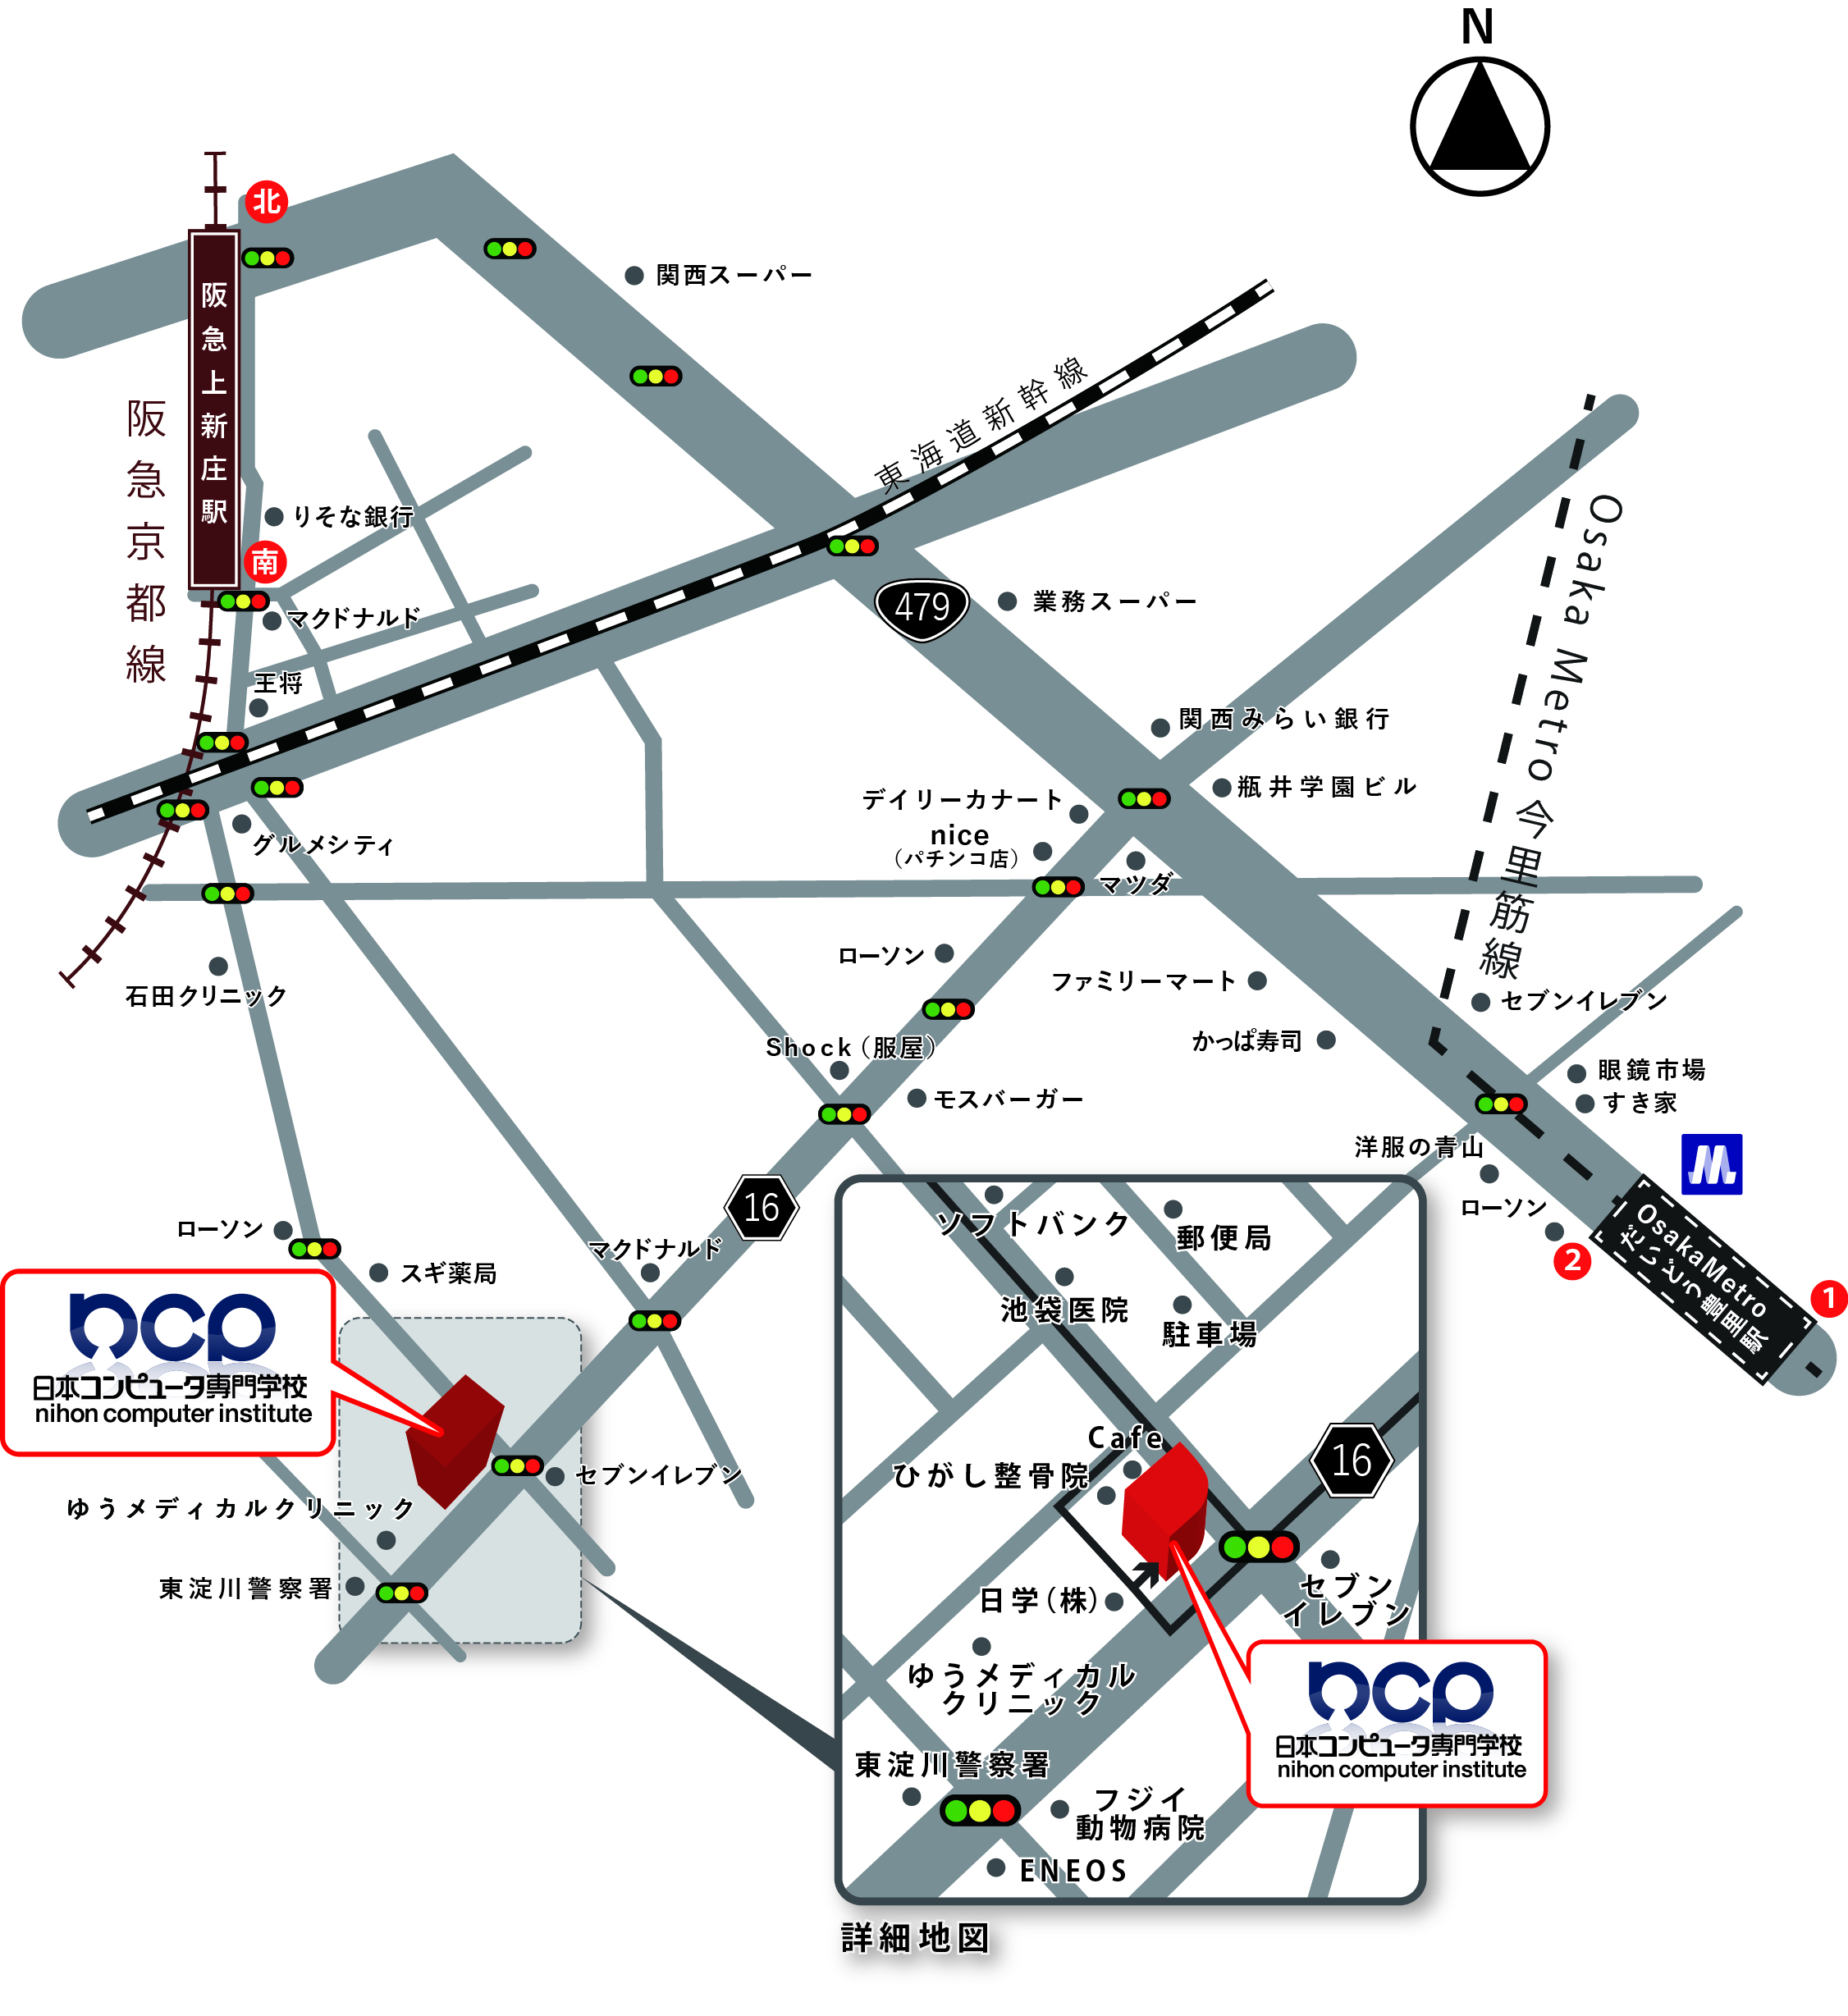 N
北
阪急上新庄駅
阪急京都線
関西スーパー
東海道新幹線
りそな銀行
南
マクドナルド
王将
479
業務スーパー
Osaka Metro 今里筋線
関西みらい銀行
瓶井学園ビル
デイリーカナート
nice
（パチンコ店）
マツダ
グルメシティ
石田クリニック
ローソン
ファミリーマート
セブンイレブン
かっぱ寿司
Shock（服屋）
モスバーガー
眼鏡市場
すき家
洋服の青山
ローソン
2
OsakaMetro
だいどう豊里駅
1
16
ローソン
スギ薬局
マクドナルド
ncp
日本コンピュータ専門学校
nihon computer institute
セブンイレブン
ゆうメディカルクリニック
東淀川警察署
ソフトバンク
郵便局
池袋医院
駐車場
Cafe
ひがし整骨院
16
日学（株）
セブン
イレブン
ゆうメディカル
クリニック
ncp
日本コンピュータ専門学校
nihon computer institute
東淀川警察署
フジイ
動物病院
ENEOS
詳細地図